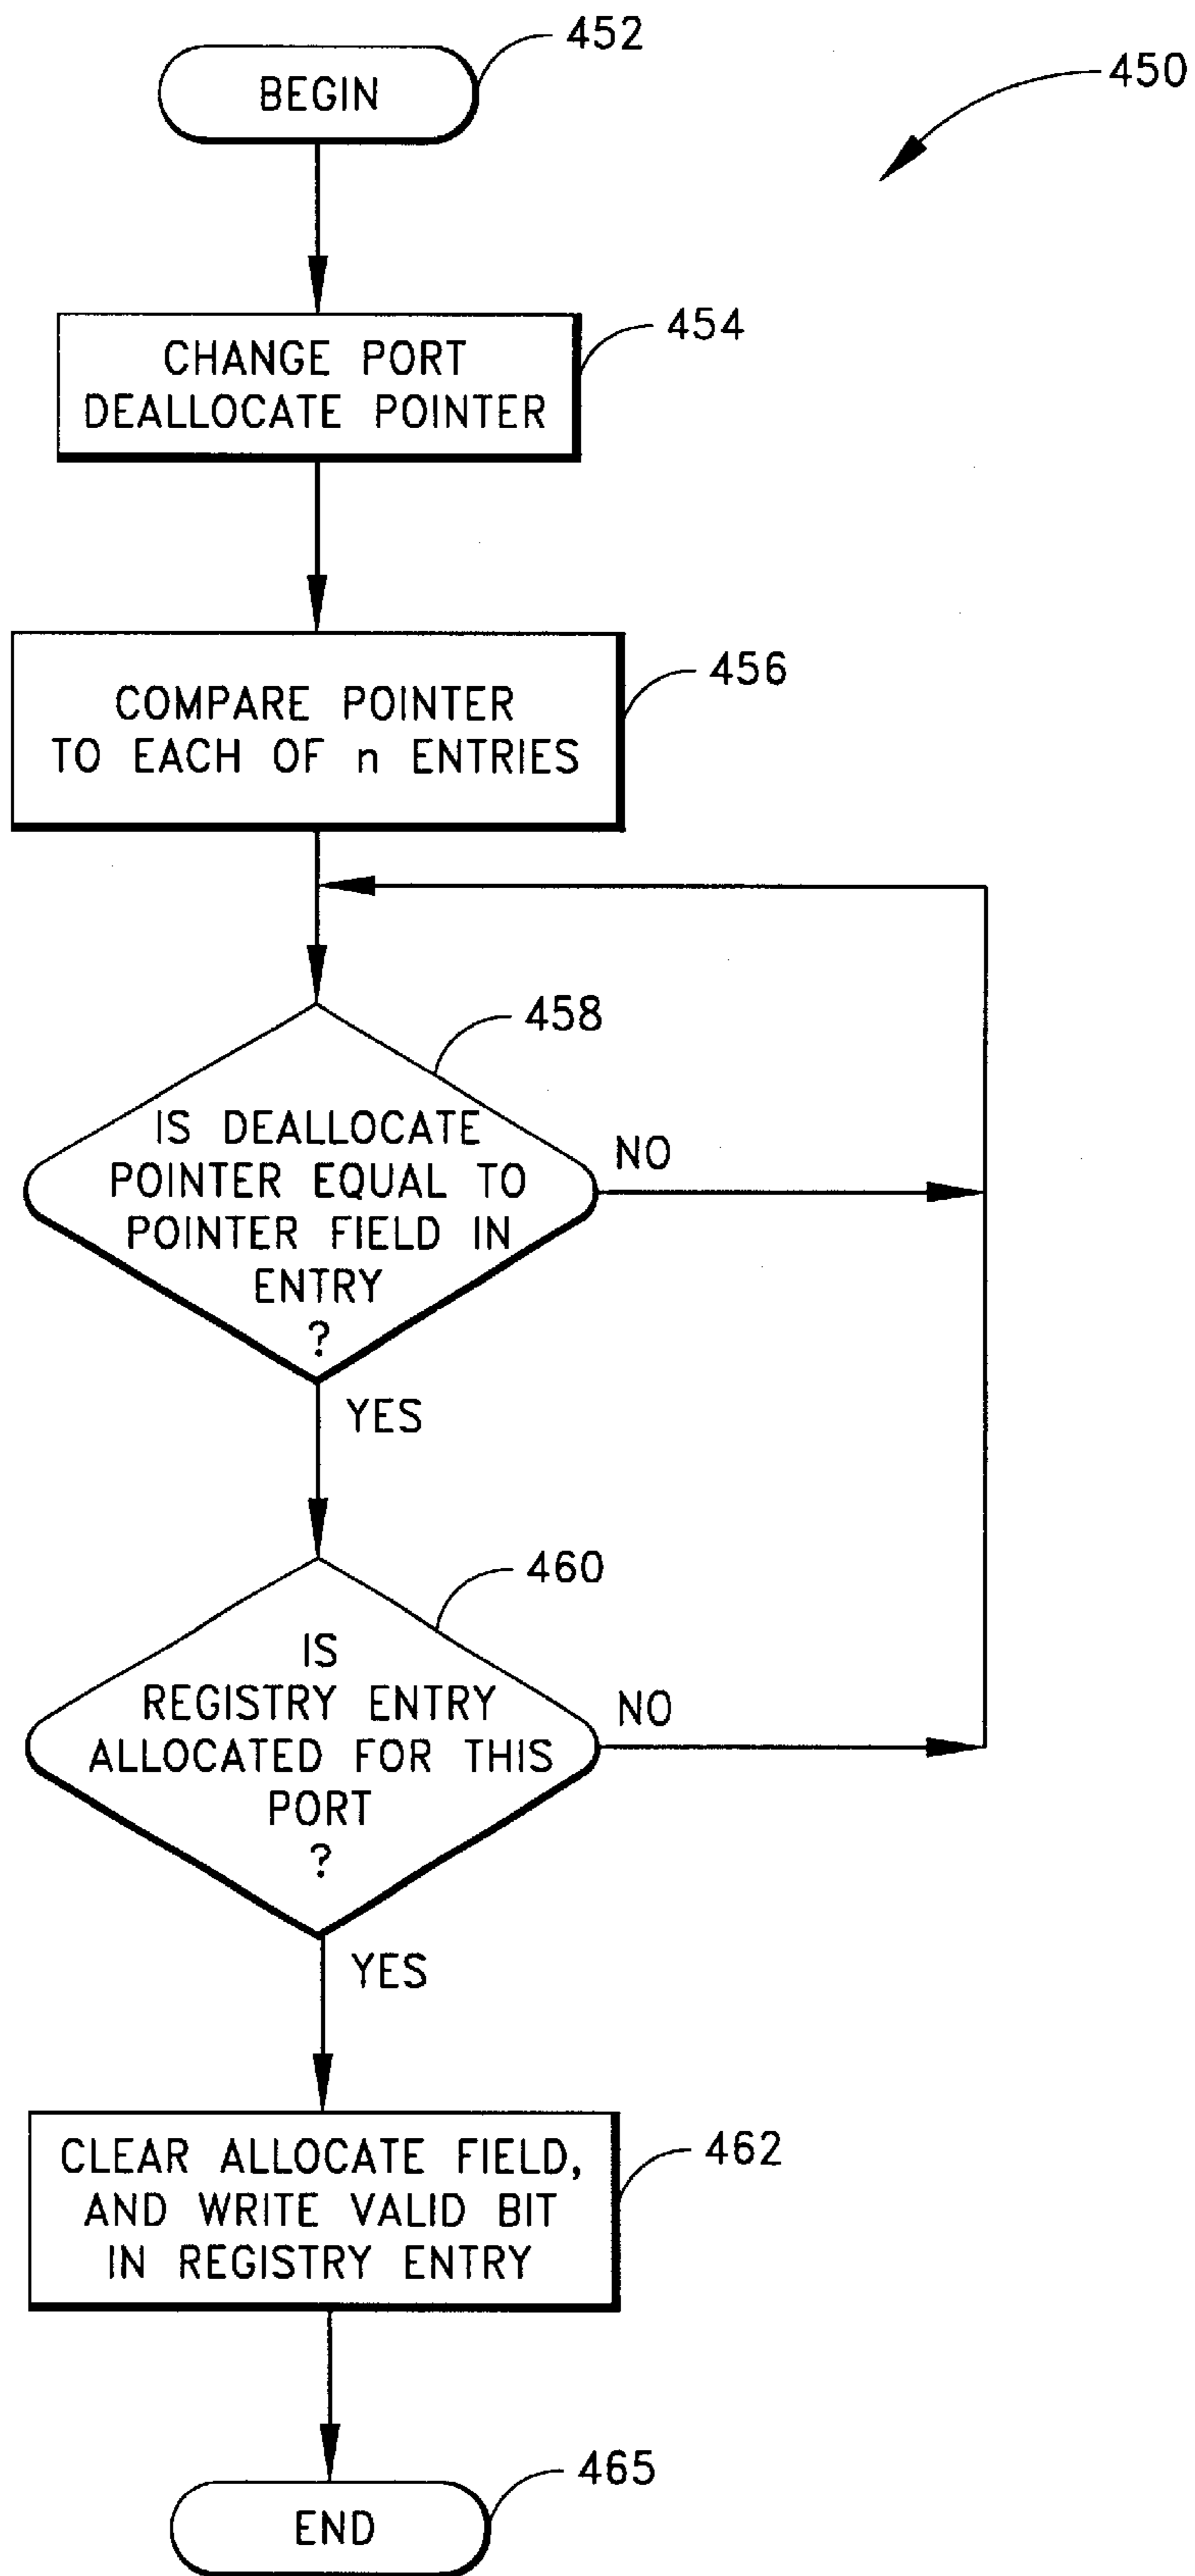 452
450
BEGIN
454
CHANGE PORT
DEALLOCATE POINTER
456
COMPARE POINTER
TO EACH OF n ENTRIES
458
IS DEALLOCATE
POINTER EQUAL TO
POINTER FIELD IN
ENTRY
?
NO
YES
460
IS
REGISTRY ENTRY
ALLOCATED FOR THIS
PORT
?
NO
YES
462
CLEAR ALLOCATE FIELD,
AND WRITE VALID BIT
IN REGISTRY ENTRY
465
END